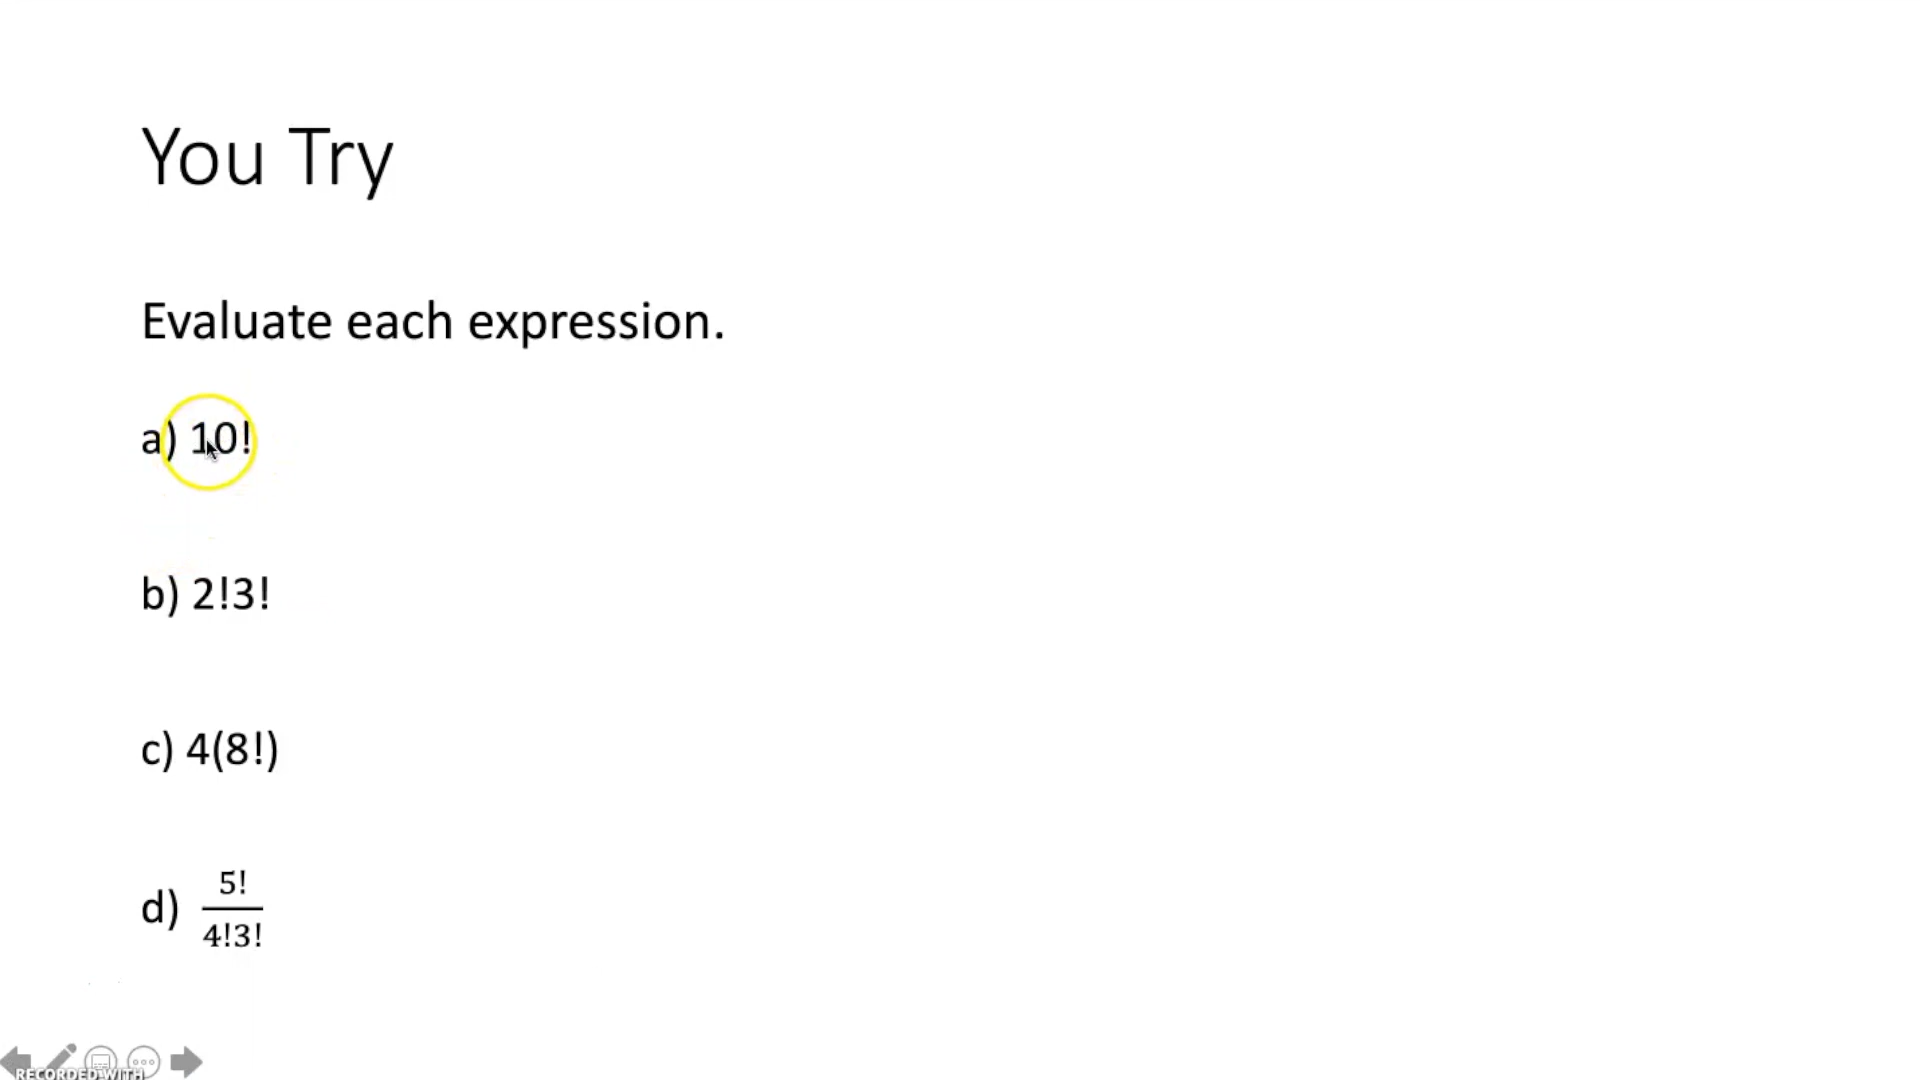 You Try
Evaluate each expression.
a) 10!
b) 2!3!
c) 4(8!)
d) 5!/4!3!
RECORDED WITH